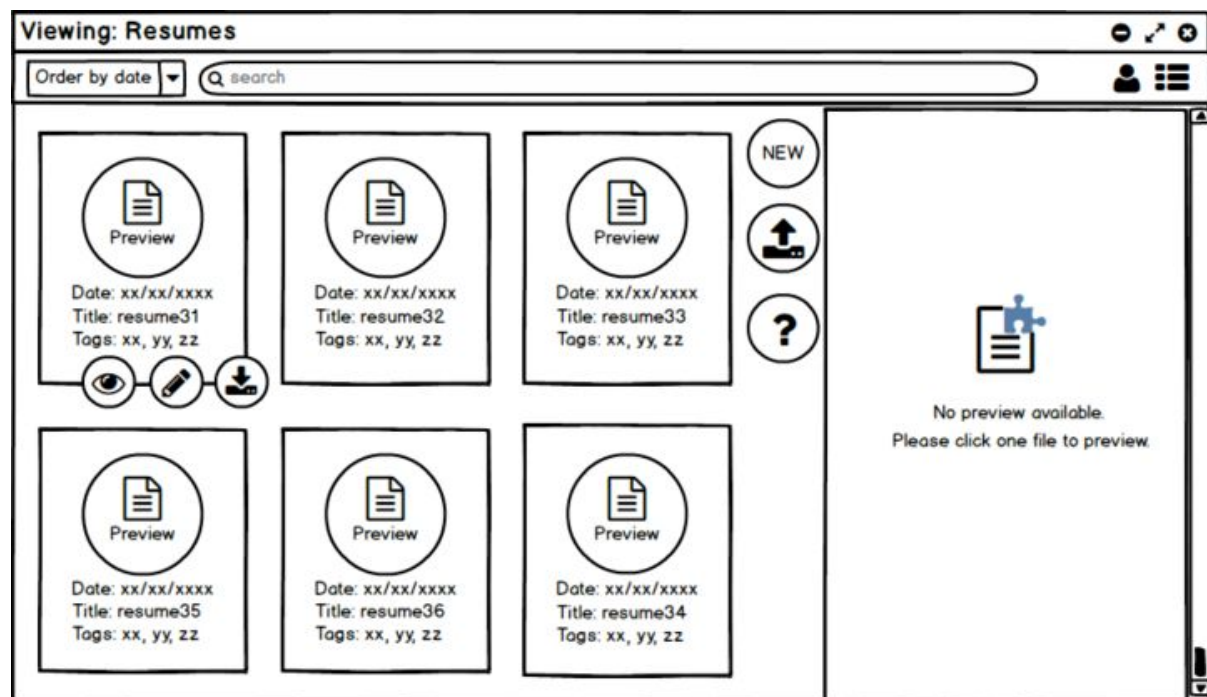 Viewing: Resumes
Order by date
search
Preview
Date: xx/xx/xxxx
Title: resume31
Tags: xx, yy, zz
Preview
Date: xx/xx/xxxx
Title: resume32
Tags: xx, yy, zz
Preview
Date: xx/xx/xxxx
Title: resume33
Tags: xx, yy, zz
NEW
?
No preview available.
Please click one file to preview.
Preview
Date: xx/xx/xxxx
Title: resume35
Tags: xx, yy, zz
Preview
Date: xx/xx/xxxx
Title: resume36
Tags: xx, yy, zz
Preview
Date: xx/xx/xxxx
Title: resume34
Tags: xx, yy, zz